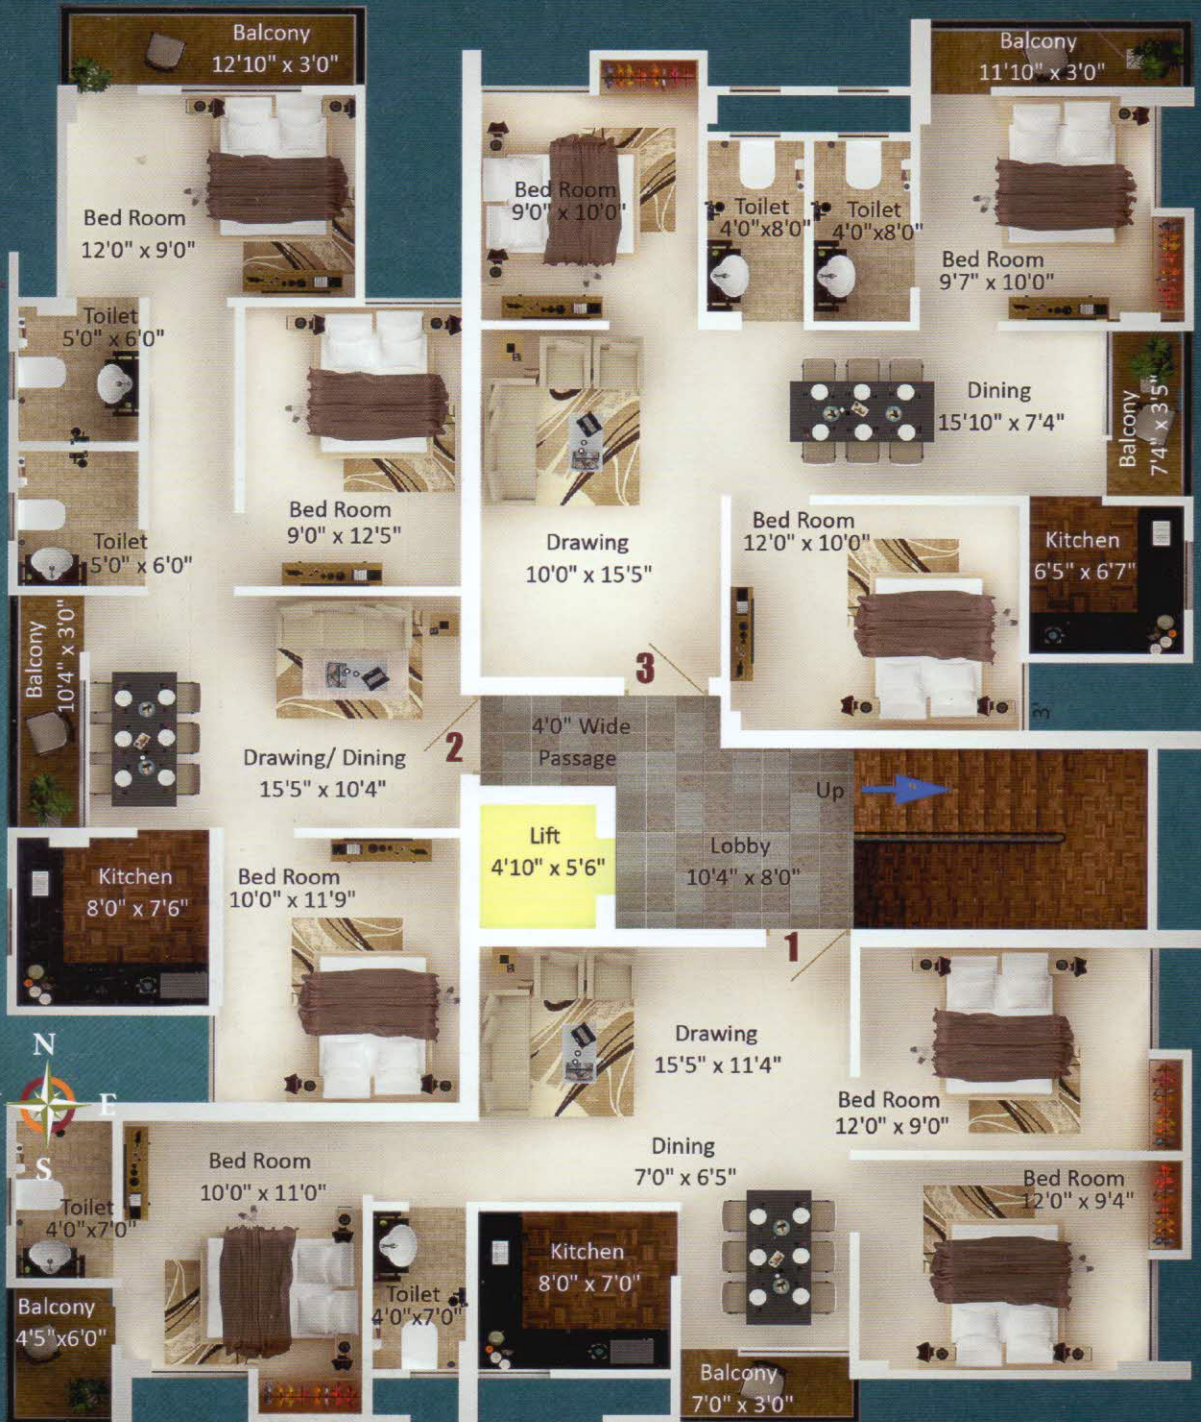 Balcony
12'10" x 3'0"
Balcony
11'10" x 3'0"
Bed Room
12'0" x 9'0"
Bed Room
9'0" x 10'0"
Toilet
4'0"x8'0"
Toilet
4'0"x8'0"
Bed Room
9'7" x 10'0"
Toilet
5'0" x 6'0"
Dining
15'10" x 7'4"
Balcony
7'4" x 3'5"
Bed Room
9'0" x 12'5"
Toilet
5'0" x 6'0"
Drawing
10'0" x 15'5"
Bed Room
12'0" x 10'0"
Kitchen
6'5" x 6'7"
Balcony
10'4" x 3'0"
3
3'
2
Drawing/ Dining
15'5" x 10'4"
4'0" Wide
Passage
Up
Lift
4'10" x 5'6"
Lobby
10'4" x 8'0"
Kitchen
8'0" x 7'6"
Bed Room
10'0" x 11'9"
1
Drawing
15'5" x 11'4"
Bed Room
12'0" x 9'0"
N
E
S
Dining
7'0" x 6'5"
Bed Room
10'0" x 11'0"
Bed Room
12'0" x 9'4"
Toilet
4'0"x7'0"
Kitchen
8'0" x 7'0"
Toilet
4'0"x7'0"
Balcony
4'5"x6'0"
Balcony
7'0" x 3'0"